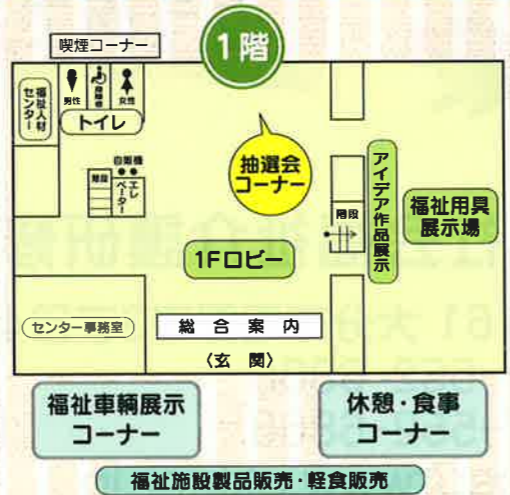 1階
喫煙コーナー
福祉人材
センター
男性
女性
トイレ
自販機
階段
エレ
ベーター
抽選会
コーナー
階段
アイデア作品展示
福祉用具
展示場
1Fロビー
センター事務室
総合案内
〈玄関〉
福祉車輌展示
コーナー
休憩・食事
コーナー
福祉施設製品販売・軽食販売